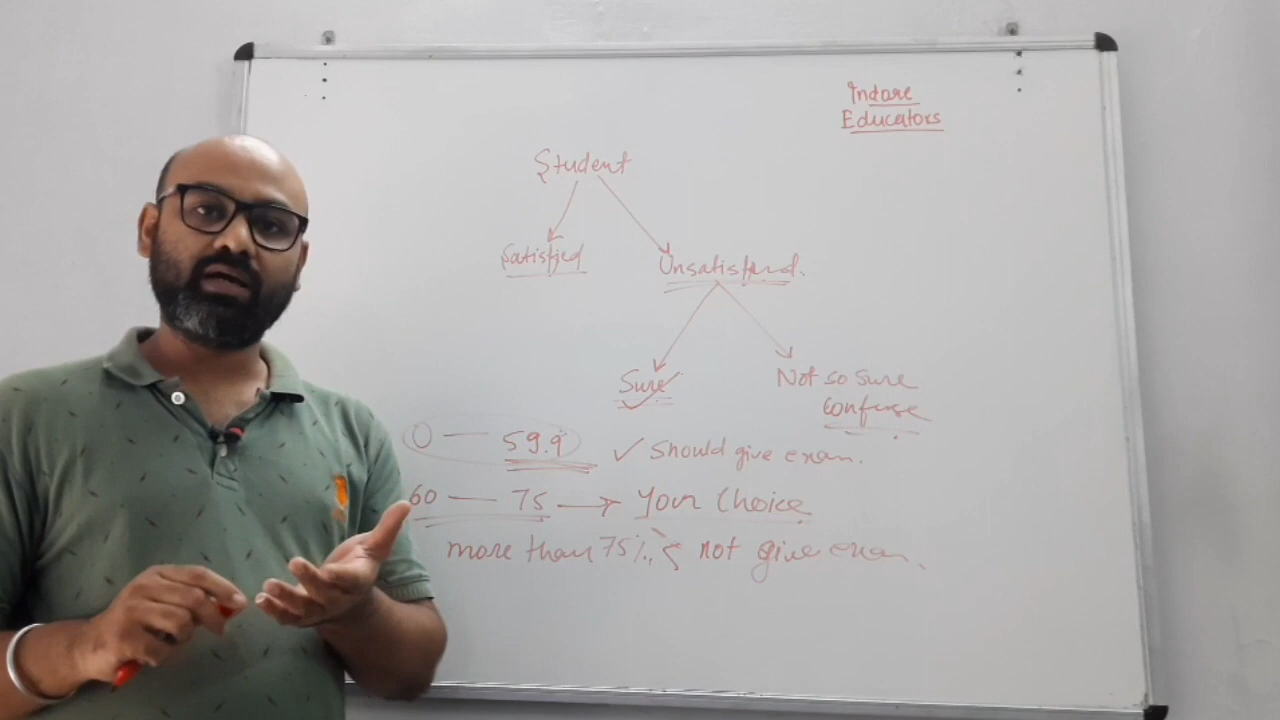 Indore
Educators
Student
Satisfied
Unsatisfied.
Sure
Not so sure
confuse
0 — 59.9 ✓ should give exam.
60 — 75 → Your Choice
more than 75% not give exam.